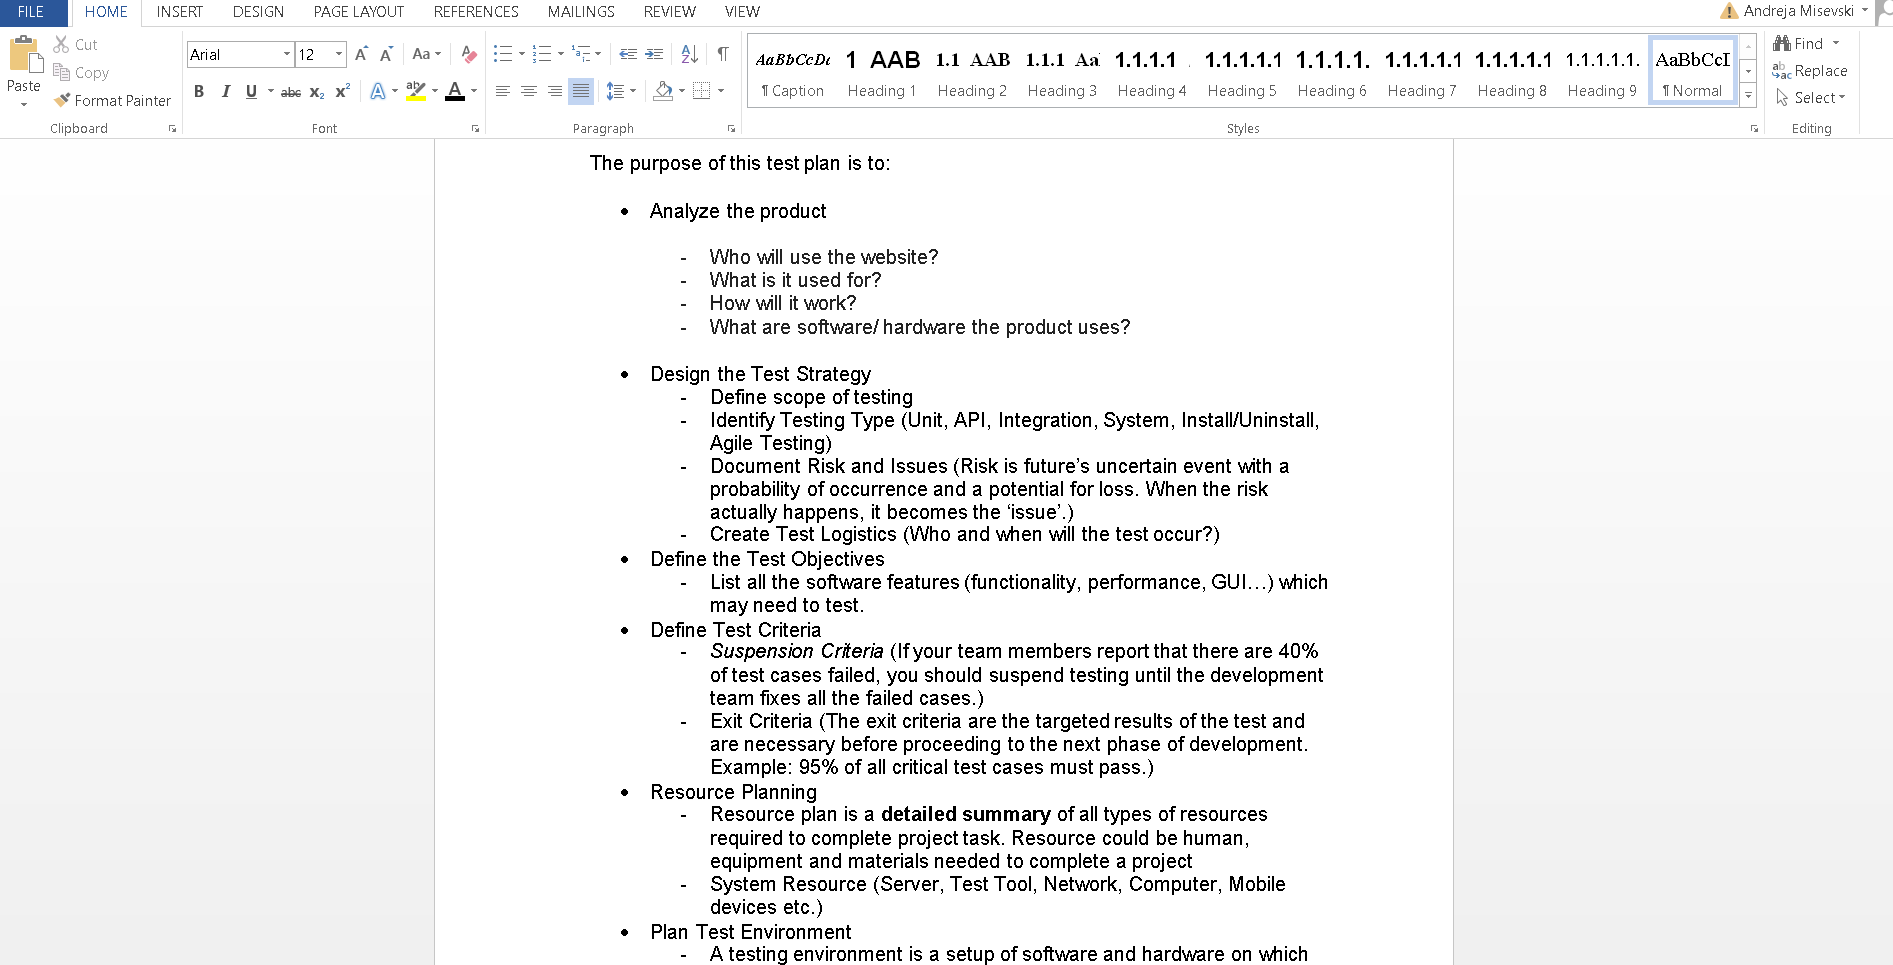 FILE HOME INSERT DESIGN PAGE LAYOUT REFERENCES MAILINGS REVIEW VIEW Andreja Misevski
Paste Cut Copy Format Painter
Clipboard
Arial 12 Aa
B I U abc X₂ X² A ab A
Font
A Z ¶
Paragraph
AaBbCcDc 1 AAB 1.1 AAB 1.1.1 Aa 1.1.1.1 1.1.1.1.1 1.1.1.1. 1.1.1.1.1 1.1.1.1.1 1.1.1.1.1. AaBbCcI
¶ Caption Heading 1 Heading 2 Heading 3 Heading 4 Heading 5 Heading 6 Heading 7 Heading 8 Heading 9 ¶ Normal
Styles
Find
Replace
Select
Editing
The purpose of this test plan is to:
• Analyze the product
- Who will use the website?
- What is it used for?
- How will it work?
- What are software/ hardware the product uses?
• Design the Test Strategy
- Define scope of testing
- Identify Testing Type (Unit, API, Integration, System, Install/Uninstall,
Agile Testing)
- Document Risk and Issues (Risk is future’s uncertain event with a
probability of occurrence and a potential for loss. When the risk
actually happens, it becomes the ‘issue’.)
- Create Test Logistics (Who and when will the test occur?)
• Define the Test Objectives
- List all the software features (functionality, performance, GUI…) which
may need to test.
• Define Test Criteria
- Suspension Criteria (If your team members report that there are 40%
of test cases failed, you should suspend testing until the development
team fixes all the failed cases.)
- Exit Criteria (The exit criteria are the targeted results of the test and
are necessary before proceeding to the next phase of development.
Example: 95% of all critical test cases must pass.)
• Resource Planning
- Resource plan is a detailed summary of all types of resources
required to complete project task. Resource could be human,
equipment and materials needed to complete a project
- System Resource (Server, Test Tool, Network, Computer, Mobile
devices etc.)
• Plan Test Environment
- A testing environment is a setup of software and hardware on which